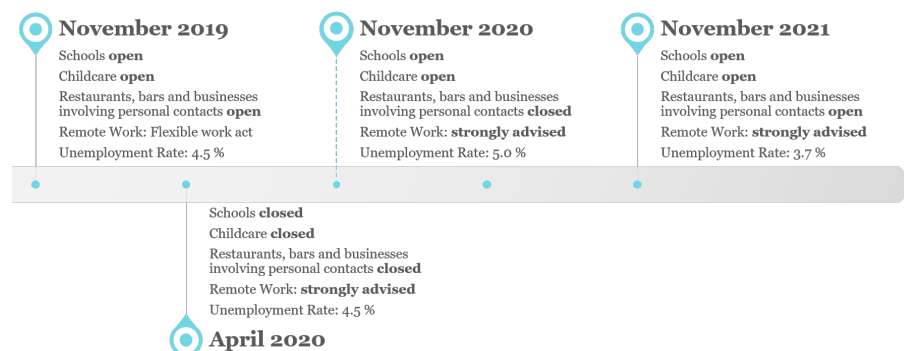 November 2019
Schools open
Childcare open
Restaurants, bars and businesses
involving personal contacts open
Remote Work: Flexible work act
Unemployment Rate: 4.5 %
November 2020
Schools open
Childcare open
Restaurants, bars and businesses
involving personal contacts closed
Remote Work: strongly advised
Unemployment Rate: 5.0 %
November 2021
Schools open
Childcare open
Restaurants, bars and businesses
involving personal contacts open
Remote Work: strongly advised
Unemployment Rate: 3.7 %
Schools closed
Childcare closed
Restaurants, bars and businesses
involving personal contacts closed
Remote Work: strongly advised
Unemployment Rate: 4.5 %
April 2020